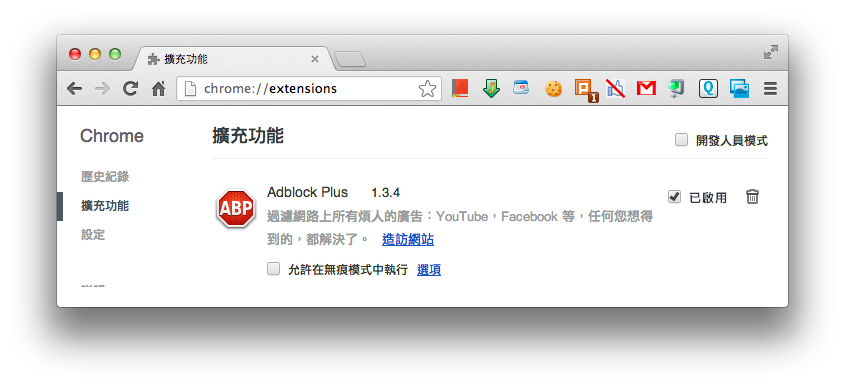 擴充功能
chrome://extensions
1
Q
Chrome
擴充功能
開發人員模式
歷史紀錄
擴充功能
設定
ABP
Adblock Plus 1.3.4
已啟用
過濾網路上所有煩人的廣告：YouTube，Facebook 等，任何您想得
到的，都解決了。 造訪網站
允許在無痕模式中執行 選項